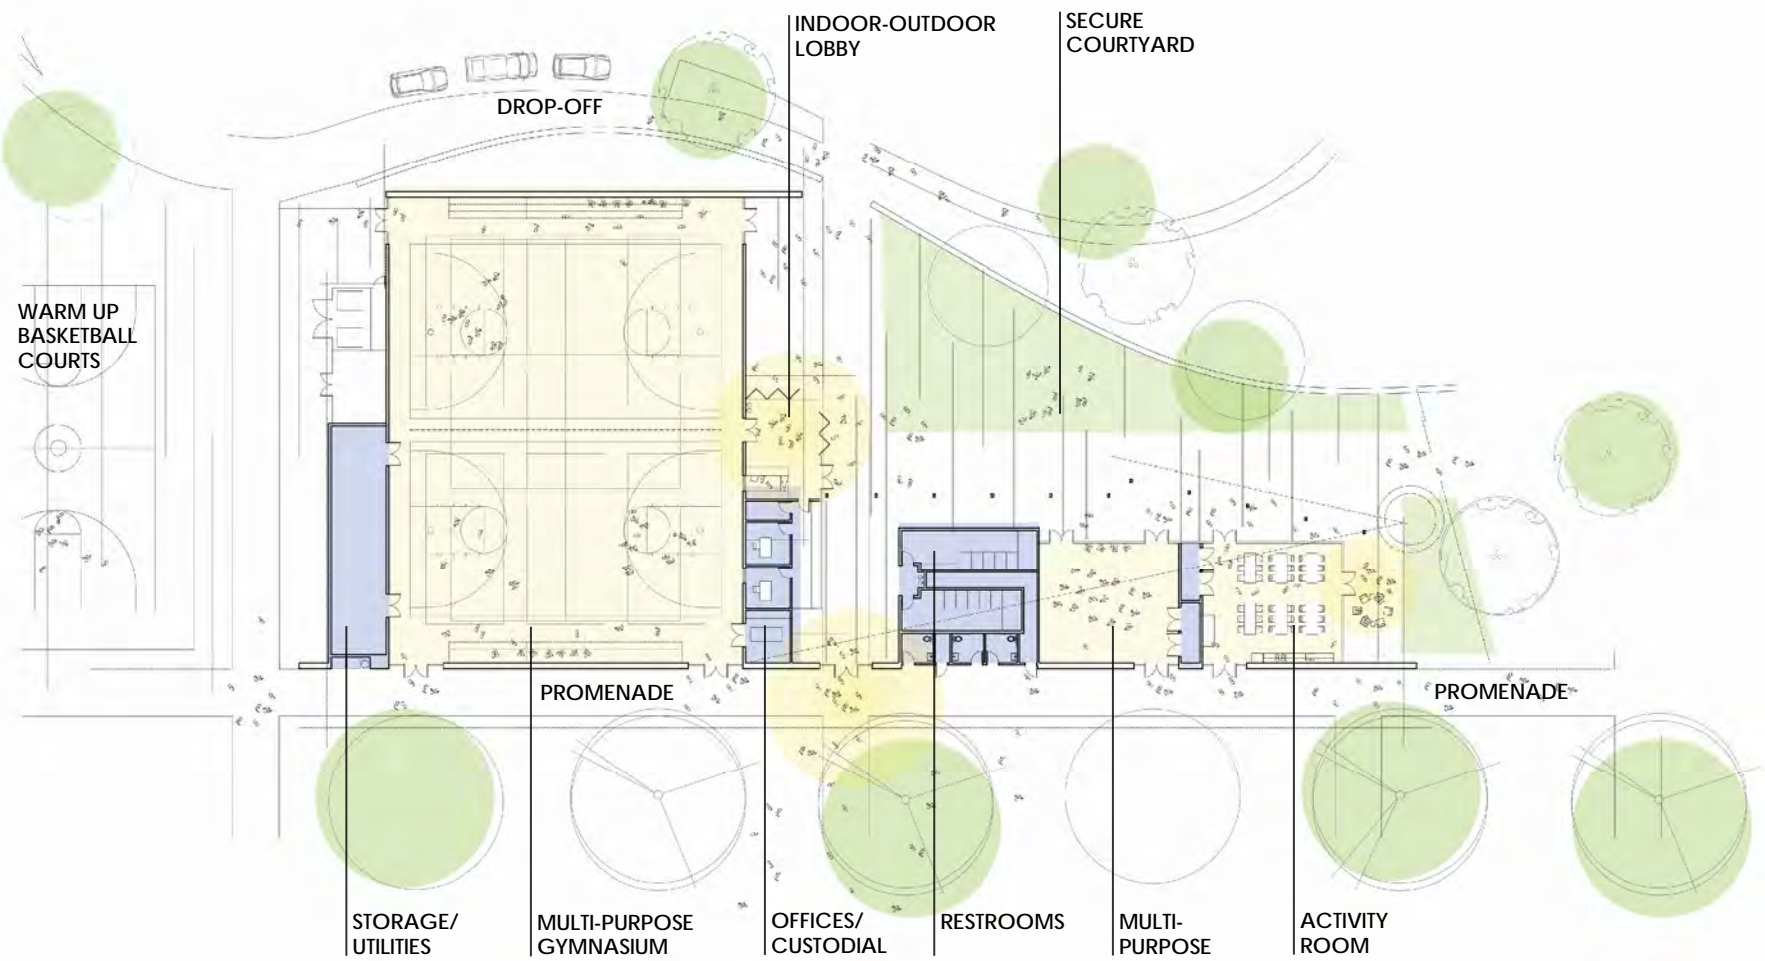 INDOOR-OUTDOOR
LOBBY
SECURE
COURTYARD
DROP-OFF
WARM UP
BASKETBALL
COURTS
PROMENADE
PROMENADE
STORAGE/
UTILITIES
MULTI-PURPOSE
GYMNASIUM
OFFICES/
CUSTODIAL
RESTROOMS
MULTI-
PURPOSE
ACTIVITY
ROOM